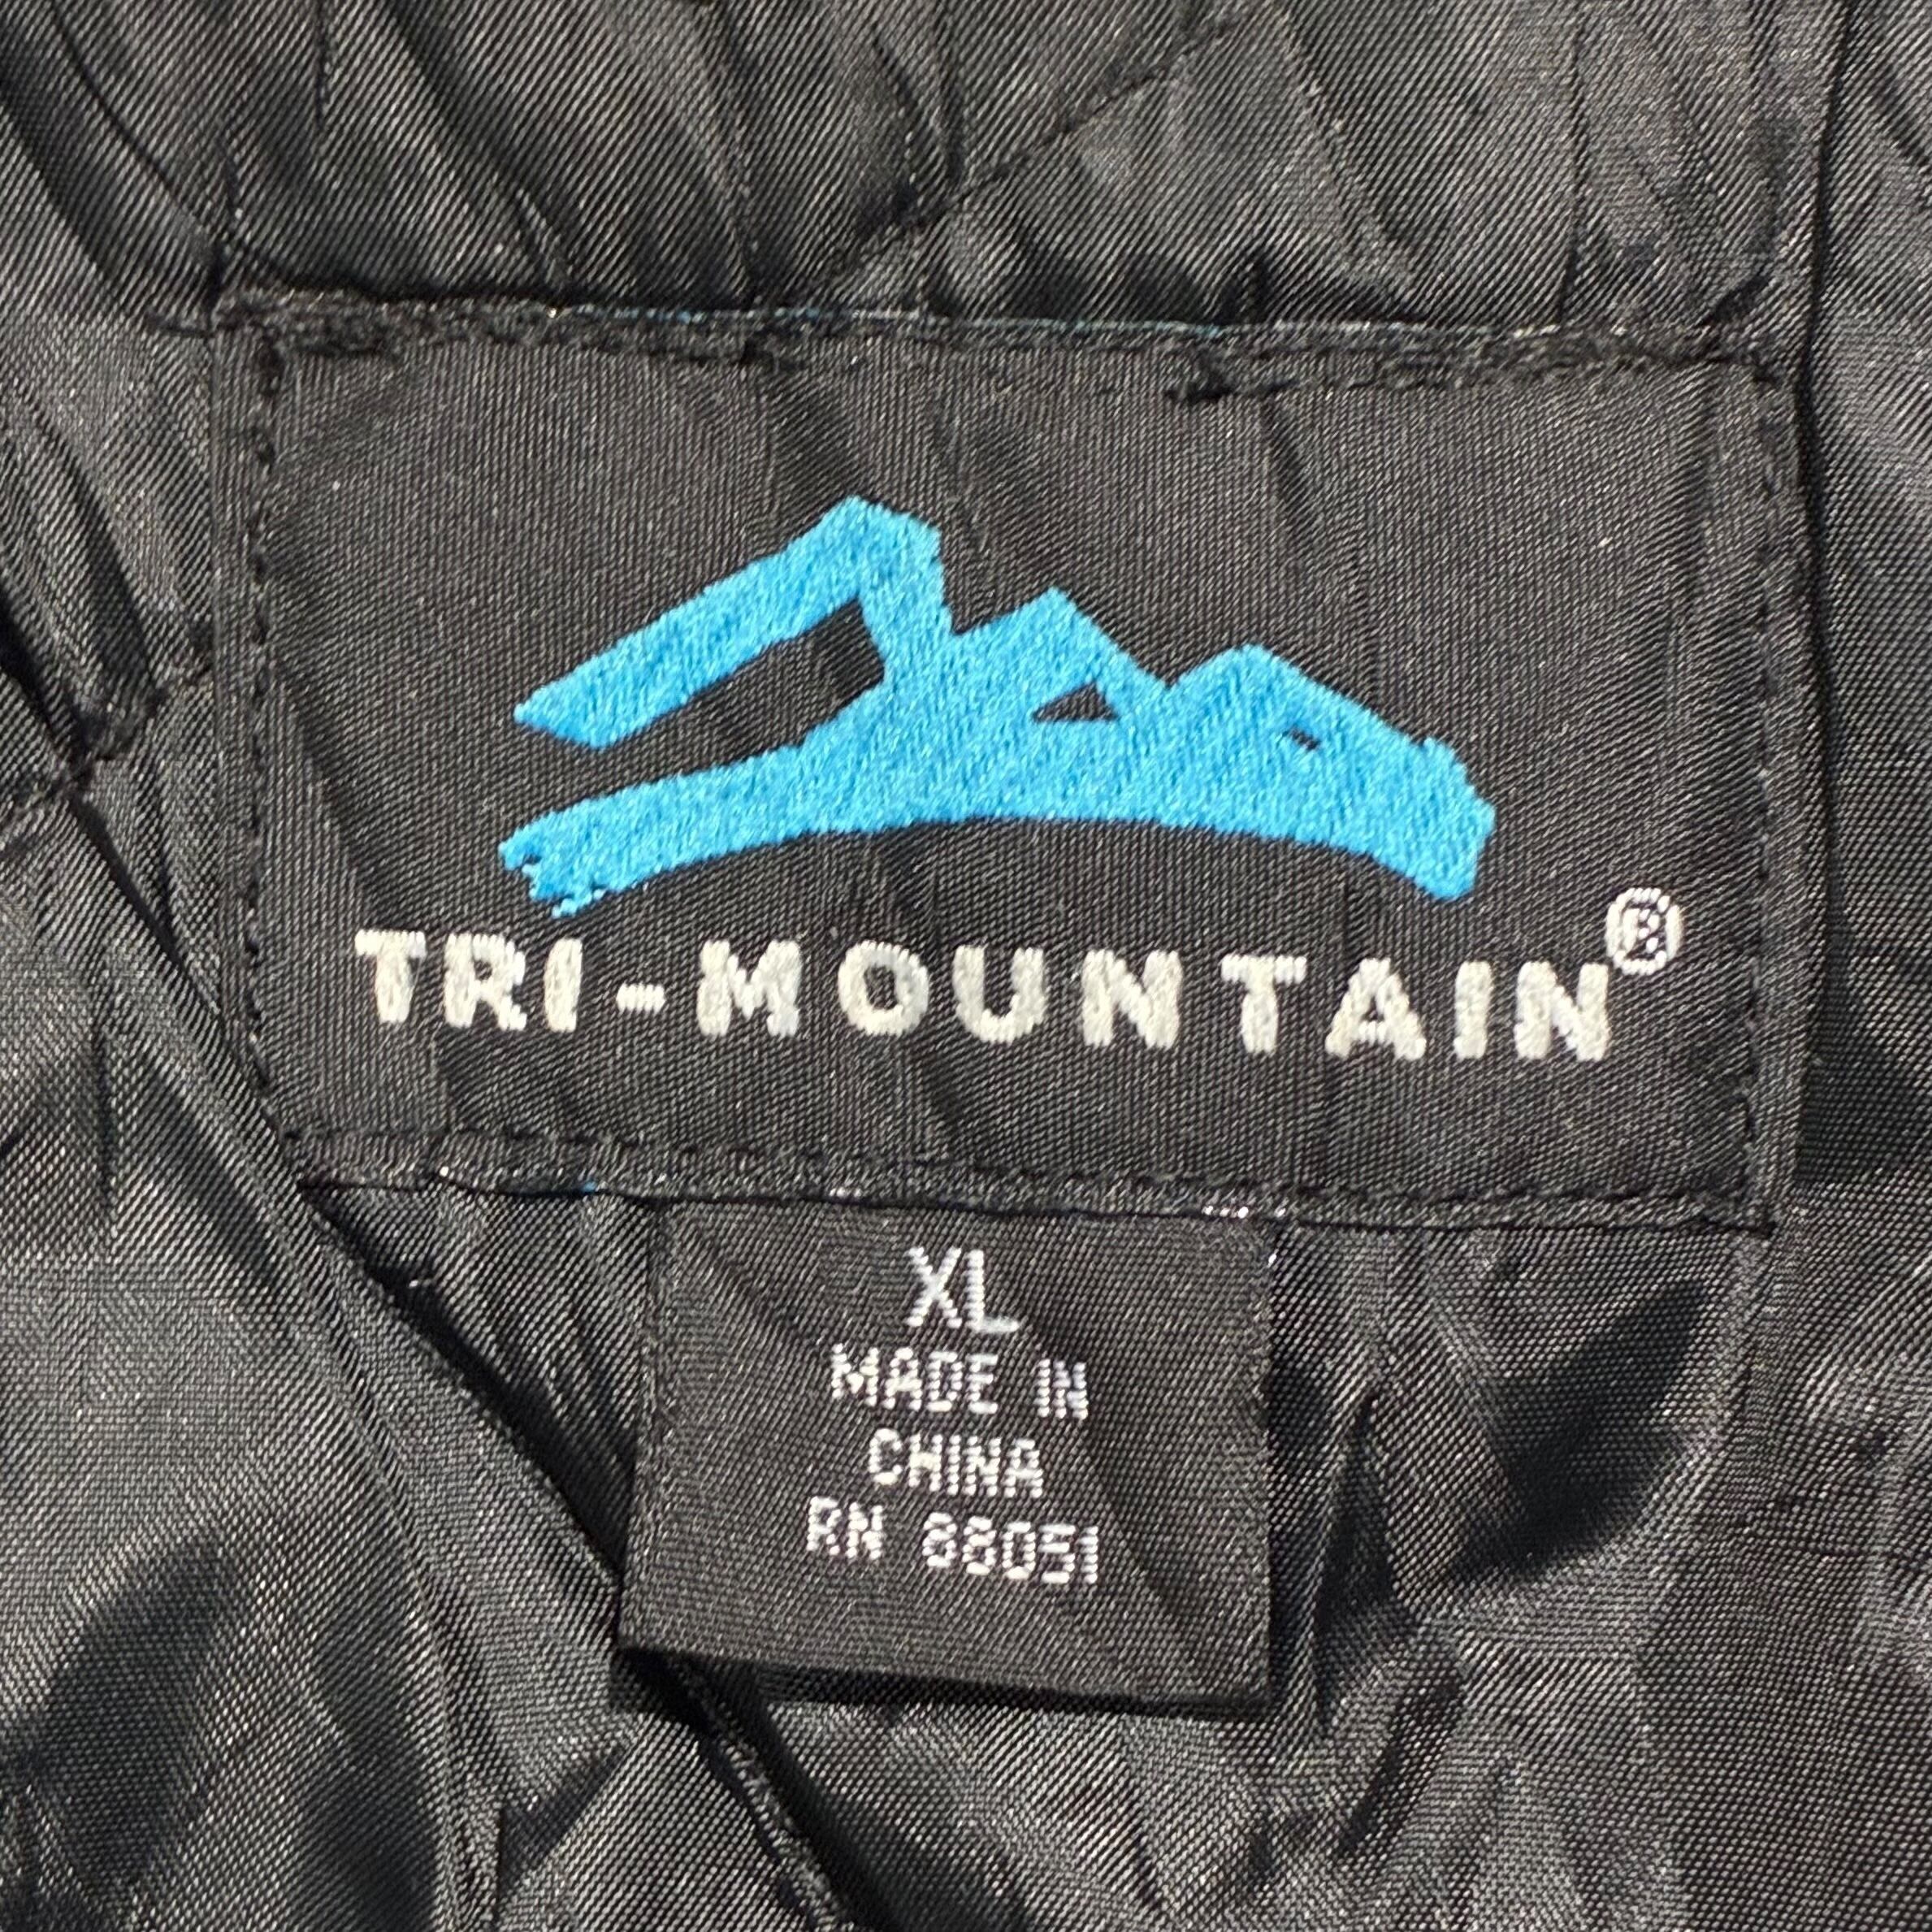 TRI-MOUNTAIN®
XL
MADE IN
CHINA
RN 88051